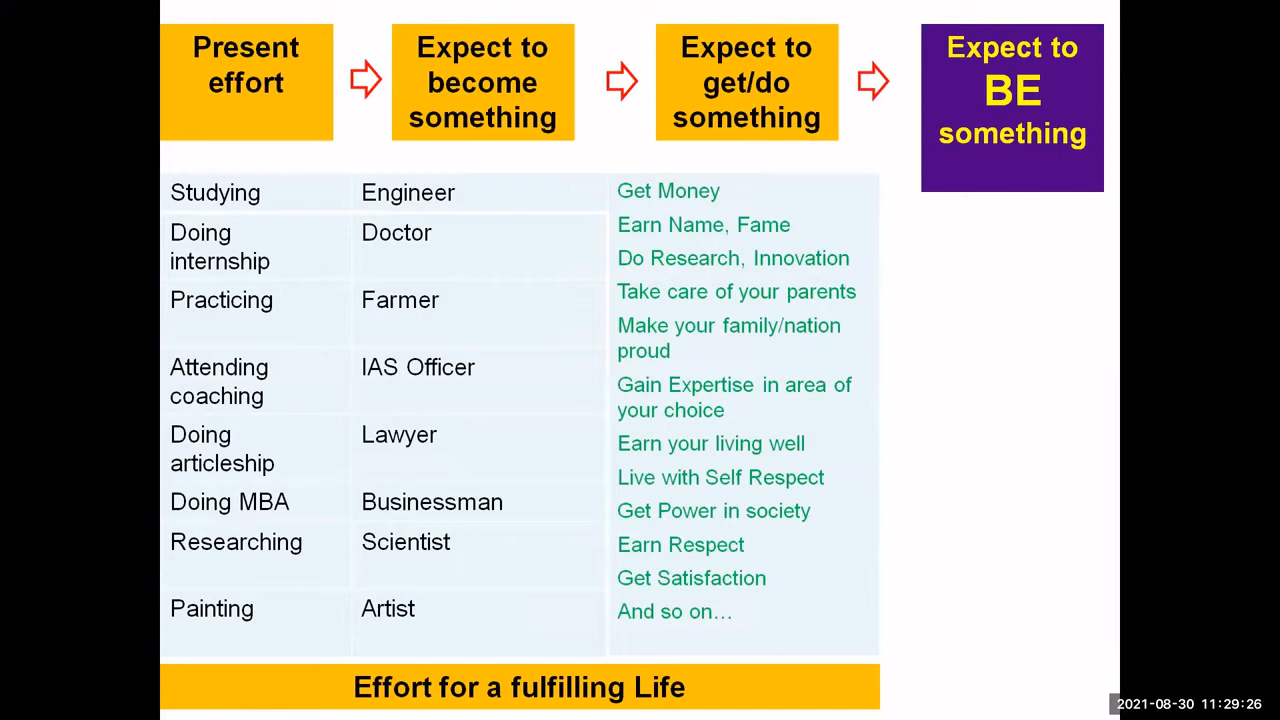 Present
effort
Expect to
become
something
Expect to
get/do
something
Expect to
BE
something
Studying
Engineer
Doing
internship
Doctor
Practicing
Farmer
Attending
coaching
IAS Officer
Doing
articleship
Lawyer
Doing MBA
Businessman
Researching
Scientist
Painting
Artist
Get Money
Earn Name, Fame
Do Research, Innovation
Take care of your parents
Make your family/nation
proud
Gain Expertise in area of
your choice
Earn your living well
Live with Self Respect
Get Power in society
Earn Respect
Get Satisfaction
And so on…
Effort for a fulfilling Life
2021-08-30 11:29:26